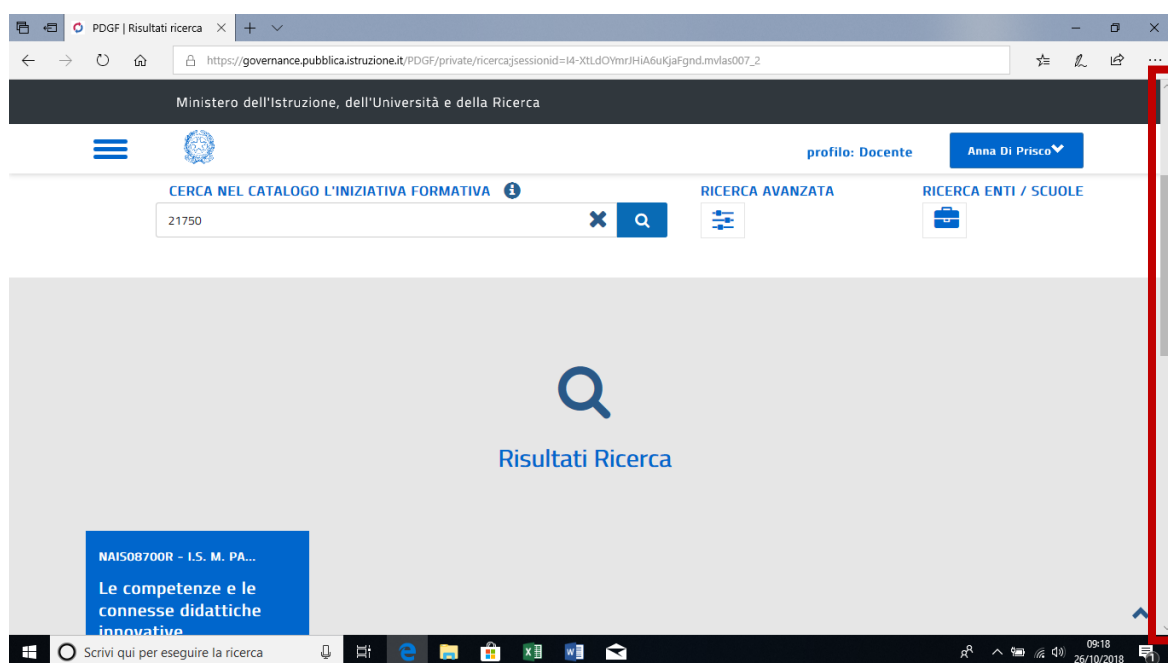 PDGF | Risultati ricerca
https://governance.pubblica.istruzione.it/PDGF/private/ricerca;jsessionid=I4-XtLdOYmrJHiA6uKjaFgnd.mvlas007_2
Ministero dell'Istruzione, dell'Università e della Ricerca
profilo: Docente
Anna Di Prisco
CERCA NEL CATALOGO L'INIZIATIVA FORMATIVA
RICERCA AVANZATA
RICERCA ENTI / SCUOLE
21750
Risultati Ricerca
NAIS08700R - I.S. M. PA...
Le competenze e le
connesse didattiche
innovative
Scrivi qui per eseguire la ricerca
09:18
26/10/2018
1